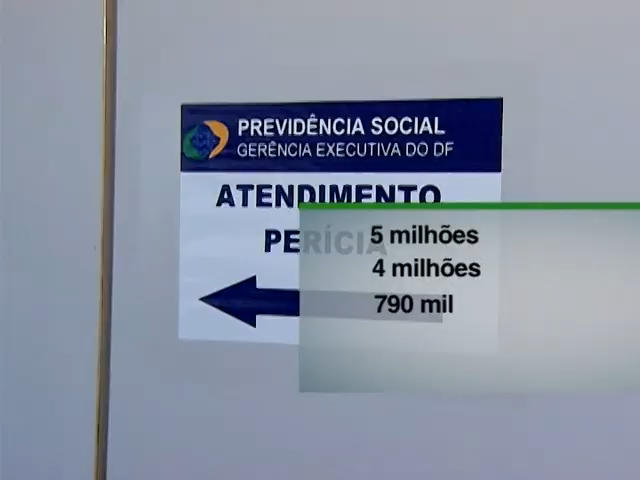 PREVIDÊNCIA SOCIAL
GERÊNCIA EXECUTIVA DO DF
ATENDIMENTO
PERÍCIA
5 milhões
4 milhões
790 mil